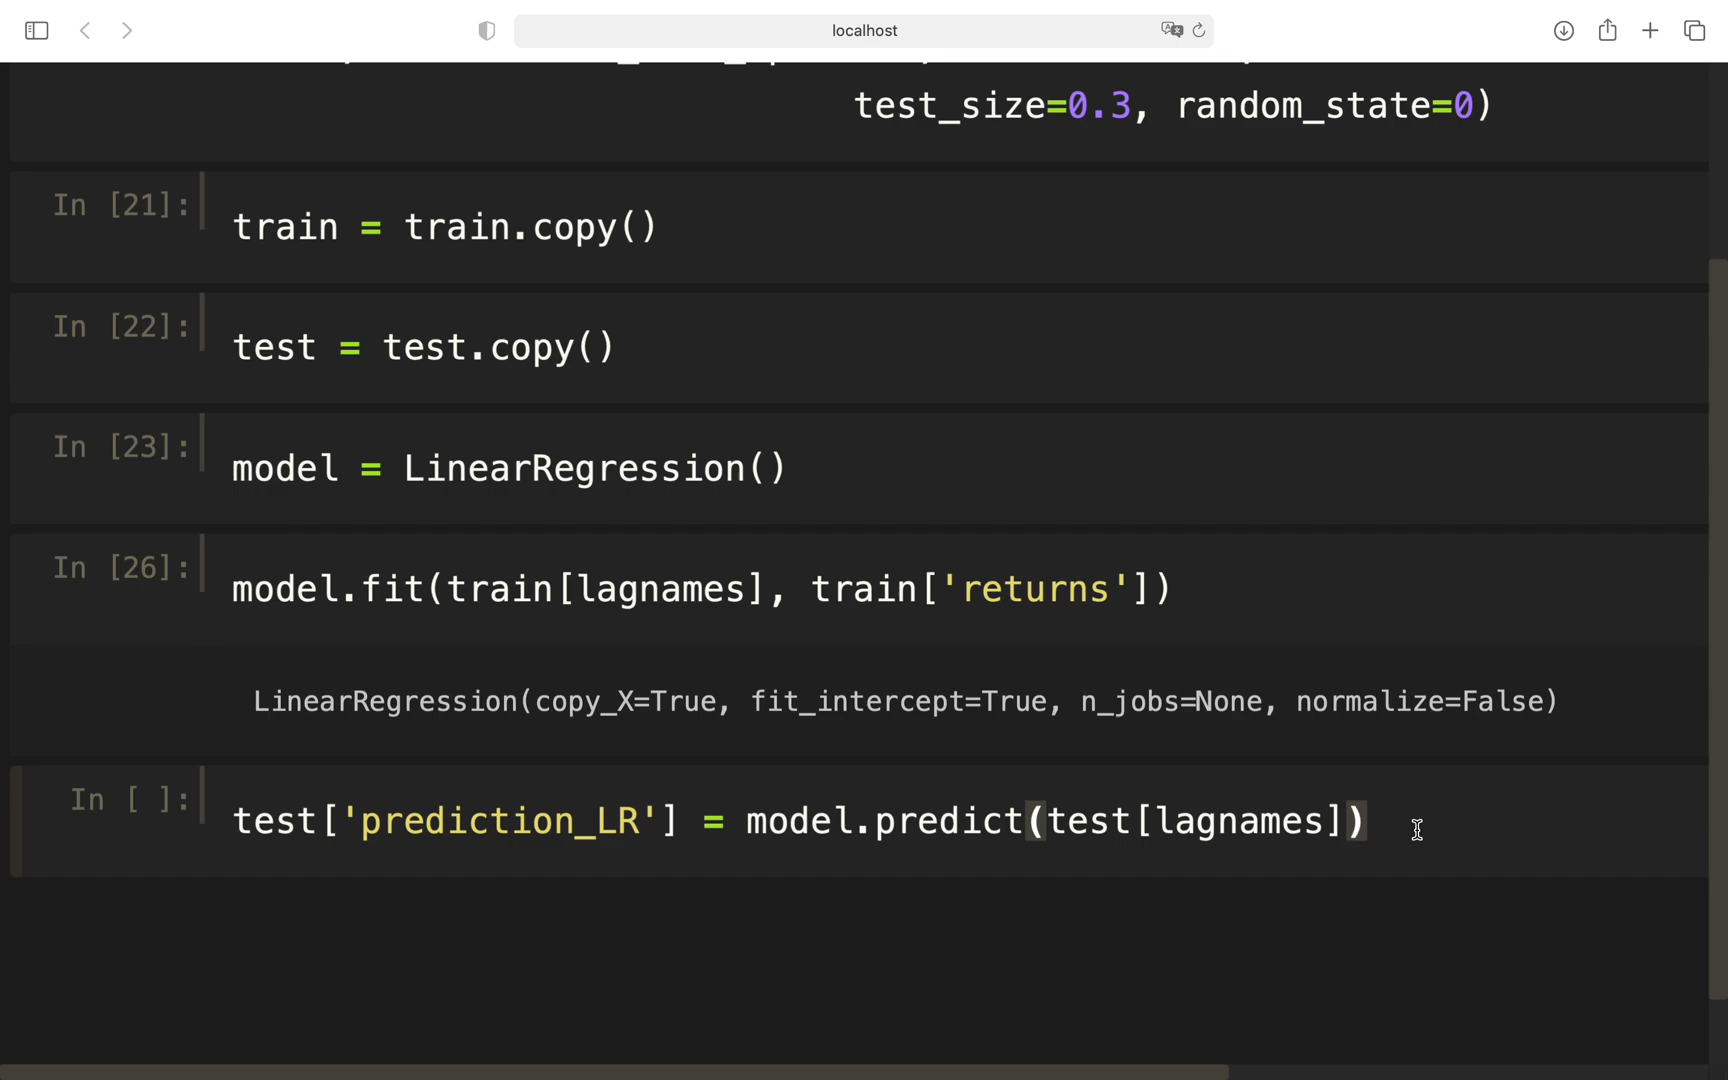 localhost
test_size=0.3, random_state=0)
In [21]:
train = train.copy()
In [22]:
test = test.copy()
In [23]:
model = LinearRegression()
In [26]:
model.fit(train[lagnames], train['returns'])
LinearRegression(copy_X=True, fit_intercept=True, n_jobs=None, normalize=False)
In [ ]:
test['prediction_LR'] = model.predict(test[lagnames])